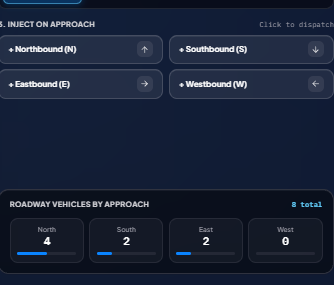 3. INJECT ON APPROACH
Click to dispatch
+ Northbound (N) ↑
+ Southbound (S) ↓
+ Eastbound (E) →
+ Westbound (W) ←
ROADWAY VEHICLES BY APPROACH
8 total
North
4
South
2
East
2
West
0